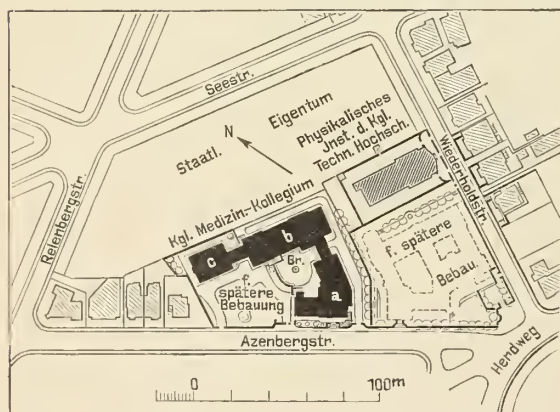 Seestr.
N
Staatl. Eigentum
Physikalisches
Jnst. d. Kgl.
Techn. Hochsch.
Wiederholdstr.
Relenbergstr.
Kgl. Medizin.-Kollegium
c
b
Gr.
a
f.
spätere
Bebauung
f. spätere
Bebau.
Azenbergstr.
Herdweg
0 100m